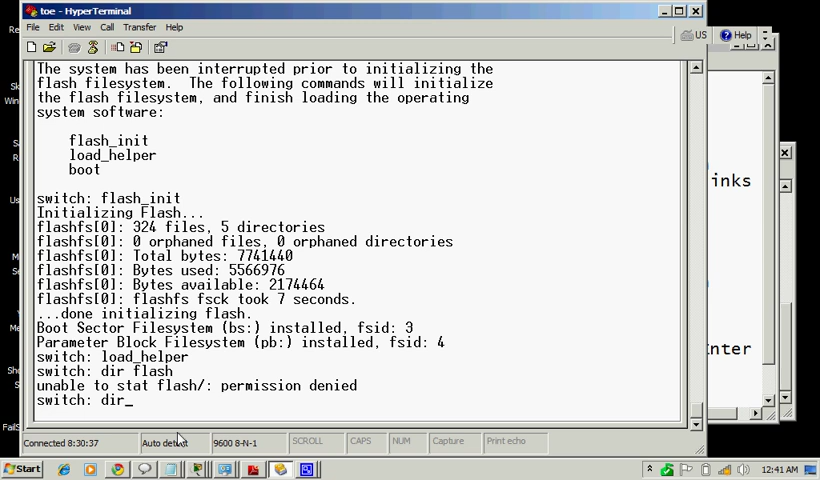 toe - HyperTerminal
File Edit View Call Transfer Help
US
Help
The system has been interrupted prior to initializing the
flash filesystem.  The following commands will initialize
the flash filesystem, and finish loading the operating
system software:
flash_init
load_helper
boot
switch: flash_init
Initializing Flash...
flashfs[0]: 324 files, 5 directories
flashfs[0]: 0 orphaned files, 0 orphaned directories
flashfs[0]: Total bytes: 7741440
flashfs[0]: Bytes used: 5566976
flashfs[0]: Bytes available: 2174464
flashfs[0]: flashfs fsck took 7 seconds.
...done initializing flash.
Boot Sector Filesystem (bs:) installed, fsid: 3
Parameter Block Filesystem (pb:) installed, fsid: 4
switch: load_helper
switch: dir flash
unable to stat flash/: permission denied
switch: dir_
inks
Enter
Connected 8:30:37 Auto detect 9600 8-N-1 SCROLL CAPS NUM Capture Print echo
Start
12:41 AM